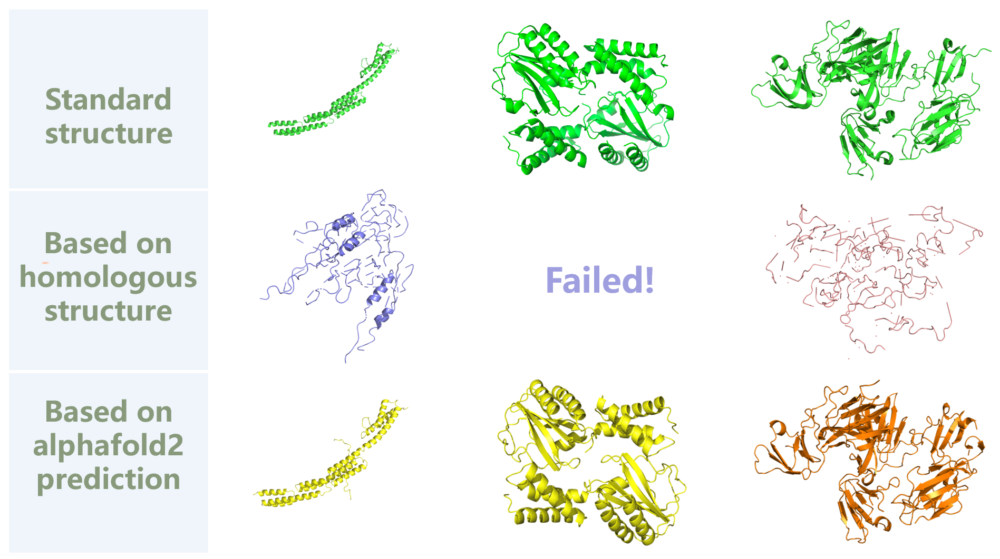 Standard
structure
Based on
homologous
structure
Failed!
Based on
alphafold2
prediction